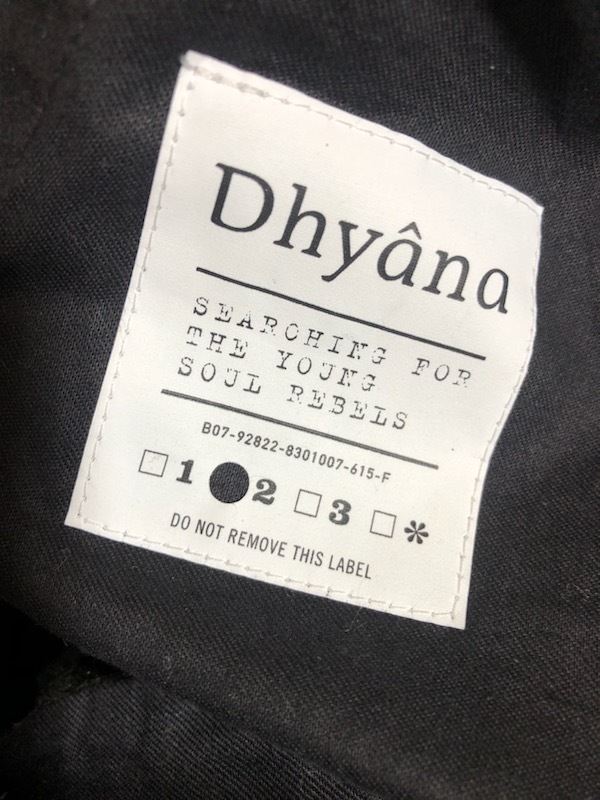 Dhyâna
SEARCHING FOR
THE YOUNG
SOUL REBELS
B07-92822-8301007-615-F
□1 ●2 □3 □*
DO NOT REMOVE THIS LABEL